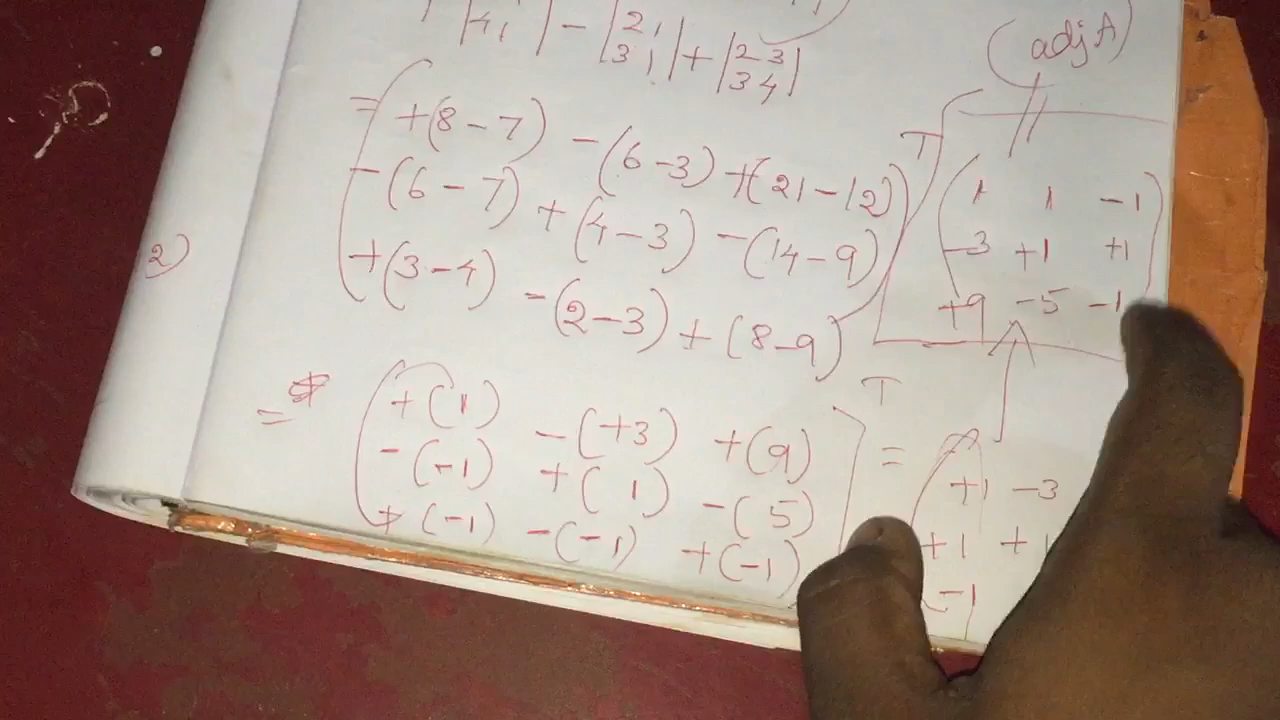 |4 1| - |2 1 / 3 1| + |2 3 / 3 4|
(adj A)
= ( +(8-7) -(6-3) +(21-12)
-(6-7) +(4-3) -(14-9)
+(3-4) -(2-3) +(8-9) ) T
( 1 1 -1
-3 +1 +1
+9 -5 -1 )
2)
= ( +(1) -(+3) +(9)
-(-1) +(1) -(5)
+(-1) -(-1) +(-1) ) T
= ( +1 -3
+1 +1
-1